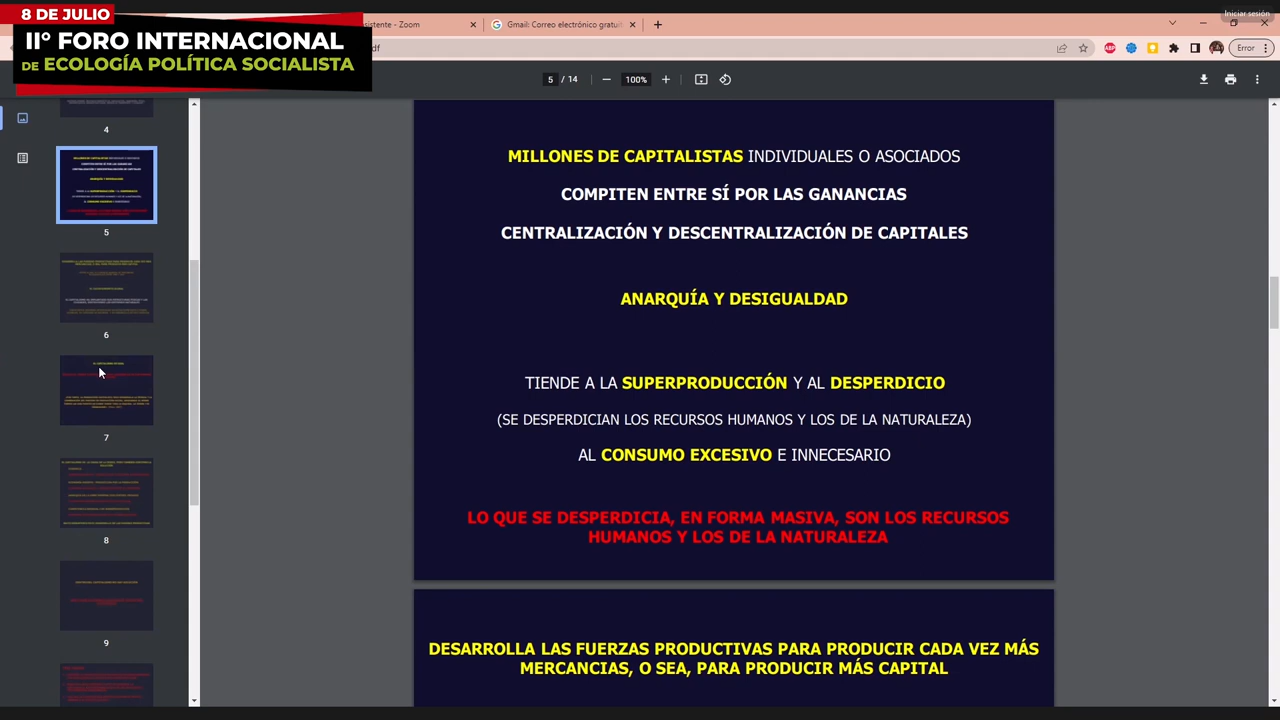 8 DE JULIO
II° FORO INTERNACIONAL
DE ECOLOGÍA POLÍTICA SOCIALISTA
istente - Zoom
Gmail: Correo electrónico gratuit
Iniciar sesión
df
Error
5 / 14
100%
4
5
6
7
8
9
MILLONES DE CAPITALISTAS INDIVIDUALES O ASOCIADOS
COMPITEN ENTRE SÍ POR LAS GANANCIAS
CENTRALIZACIÓN Y DESCENTRALIZACIÓN DE CAPITALES
ANARQUÍA Y DESIGUALDAD
TIENDE A LA SUPERPRODUCCIÓN Y AL DESPERDICIO
(SE DESPERDICIAN LOS RECURSOS HUMANOS Y LOS DE LA NATURALEZA)
AL CONSUMO EXCESIVO E INNECESARIO
LO QUE SE DESPERDICIA, EN FORMA MASIVA, SON LOS RECURSOS
HUMANOS Y LOS DE LA NATURALEZA
DESARROLLA LAS FUERZAS PRODUCTIVAS PARA PRODUCIR CADA VEZ MÁS
MERCANCIAS, O SEA, PARA PRODUCIR MÁS CAPITAL